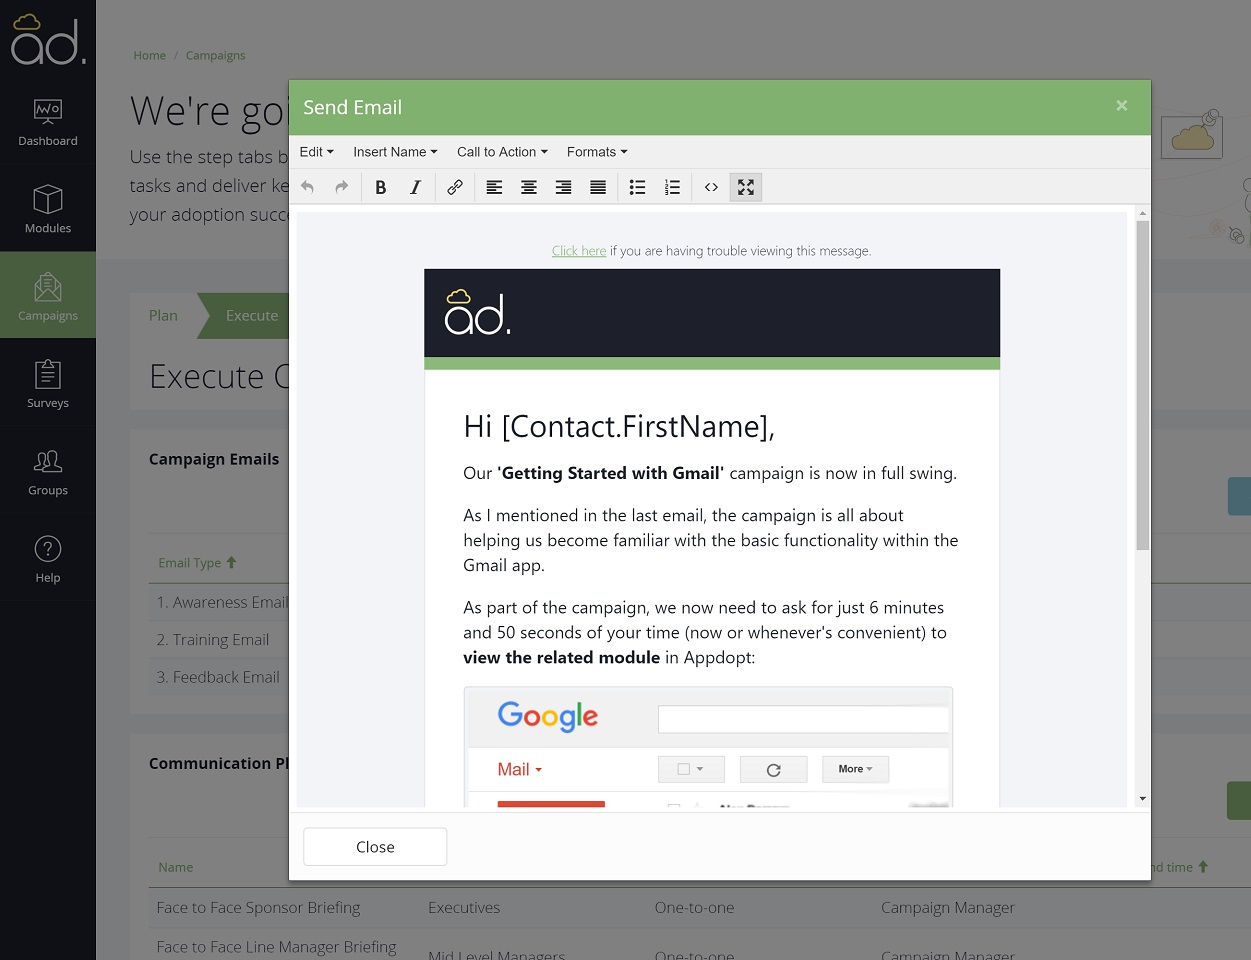 ad.
Home / Campaigns
We're
Use the step tabs
tasks and deliver
your adoption
Dashboard
Modules
Campaigns
Surveys
Groups
Help
Plan
Execute
Execute
Campaign Emails
Email Type
1. Awareness Email
2. Training Email
3. Feedback Email
Communication
Name
nd time
Face to Face Sponsor Briefing Executives One-to-one Campaign Manager
Face to Face Line Manager Briefing Mid Level Managers One-to-one Campaign Manager
Send Email ×
Edit Insert Name Call to Action Formats
B I
Click here if you are having trouble viewing this message.
ad.
Hi [Contact.FirstName],
Our 'Getting Started with Gmail' campaign is now in full swing.
As I mentioned in the last email, the campaign is all about
helping us become familiar with the basic functionality within the
Gmail app.
As part of the campaign, we now need to ask for just 6 minutes
and 50 seconds of your time (now or whenever's convenient) to
view the related module in Appdopt:
Google
Mail More
Close